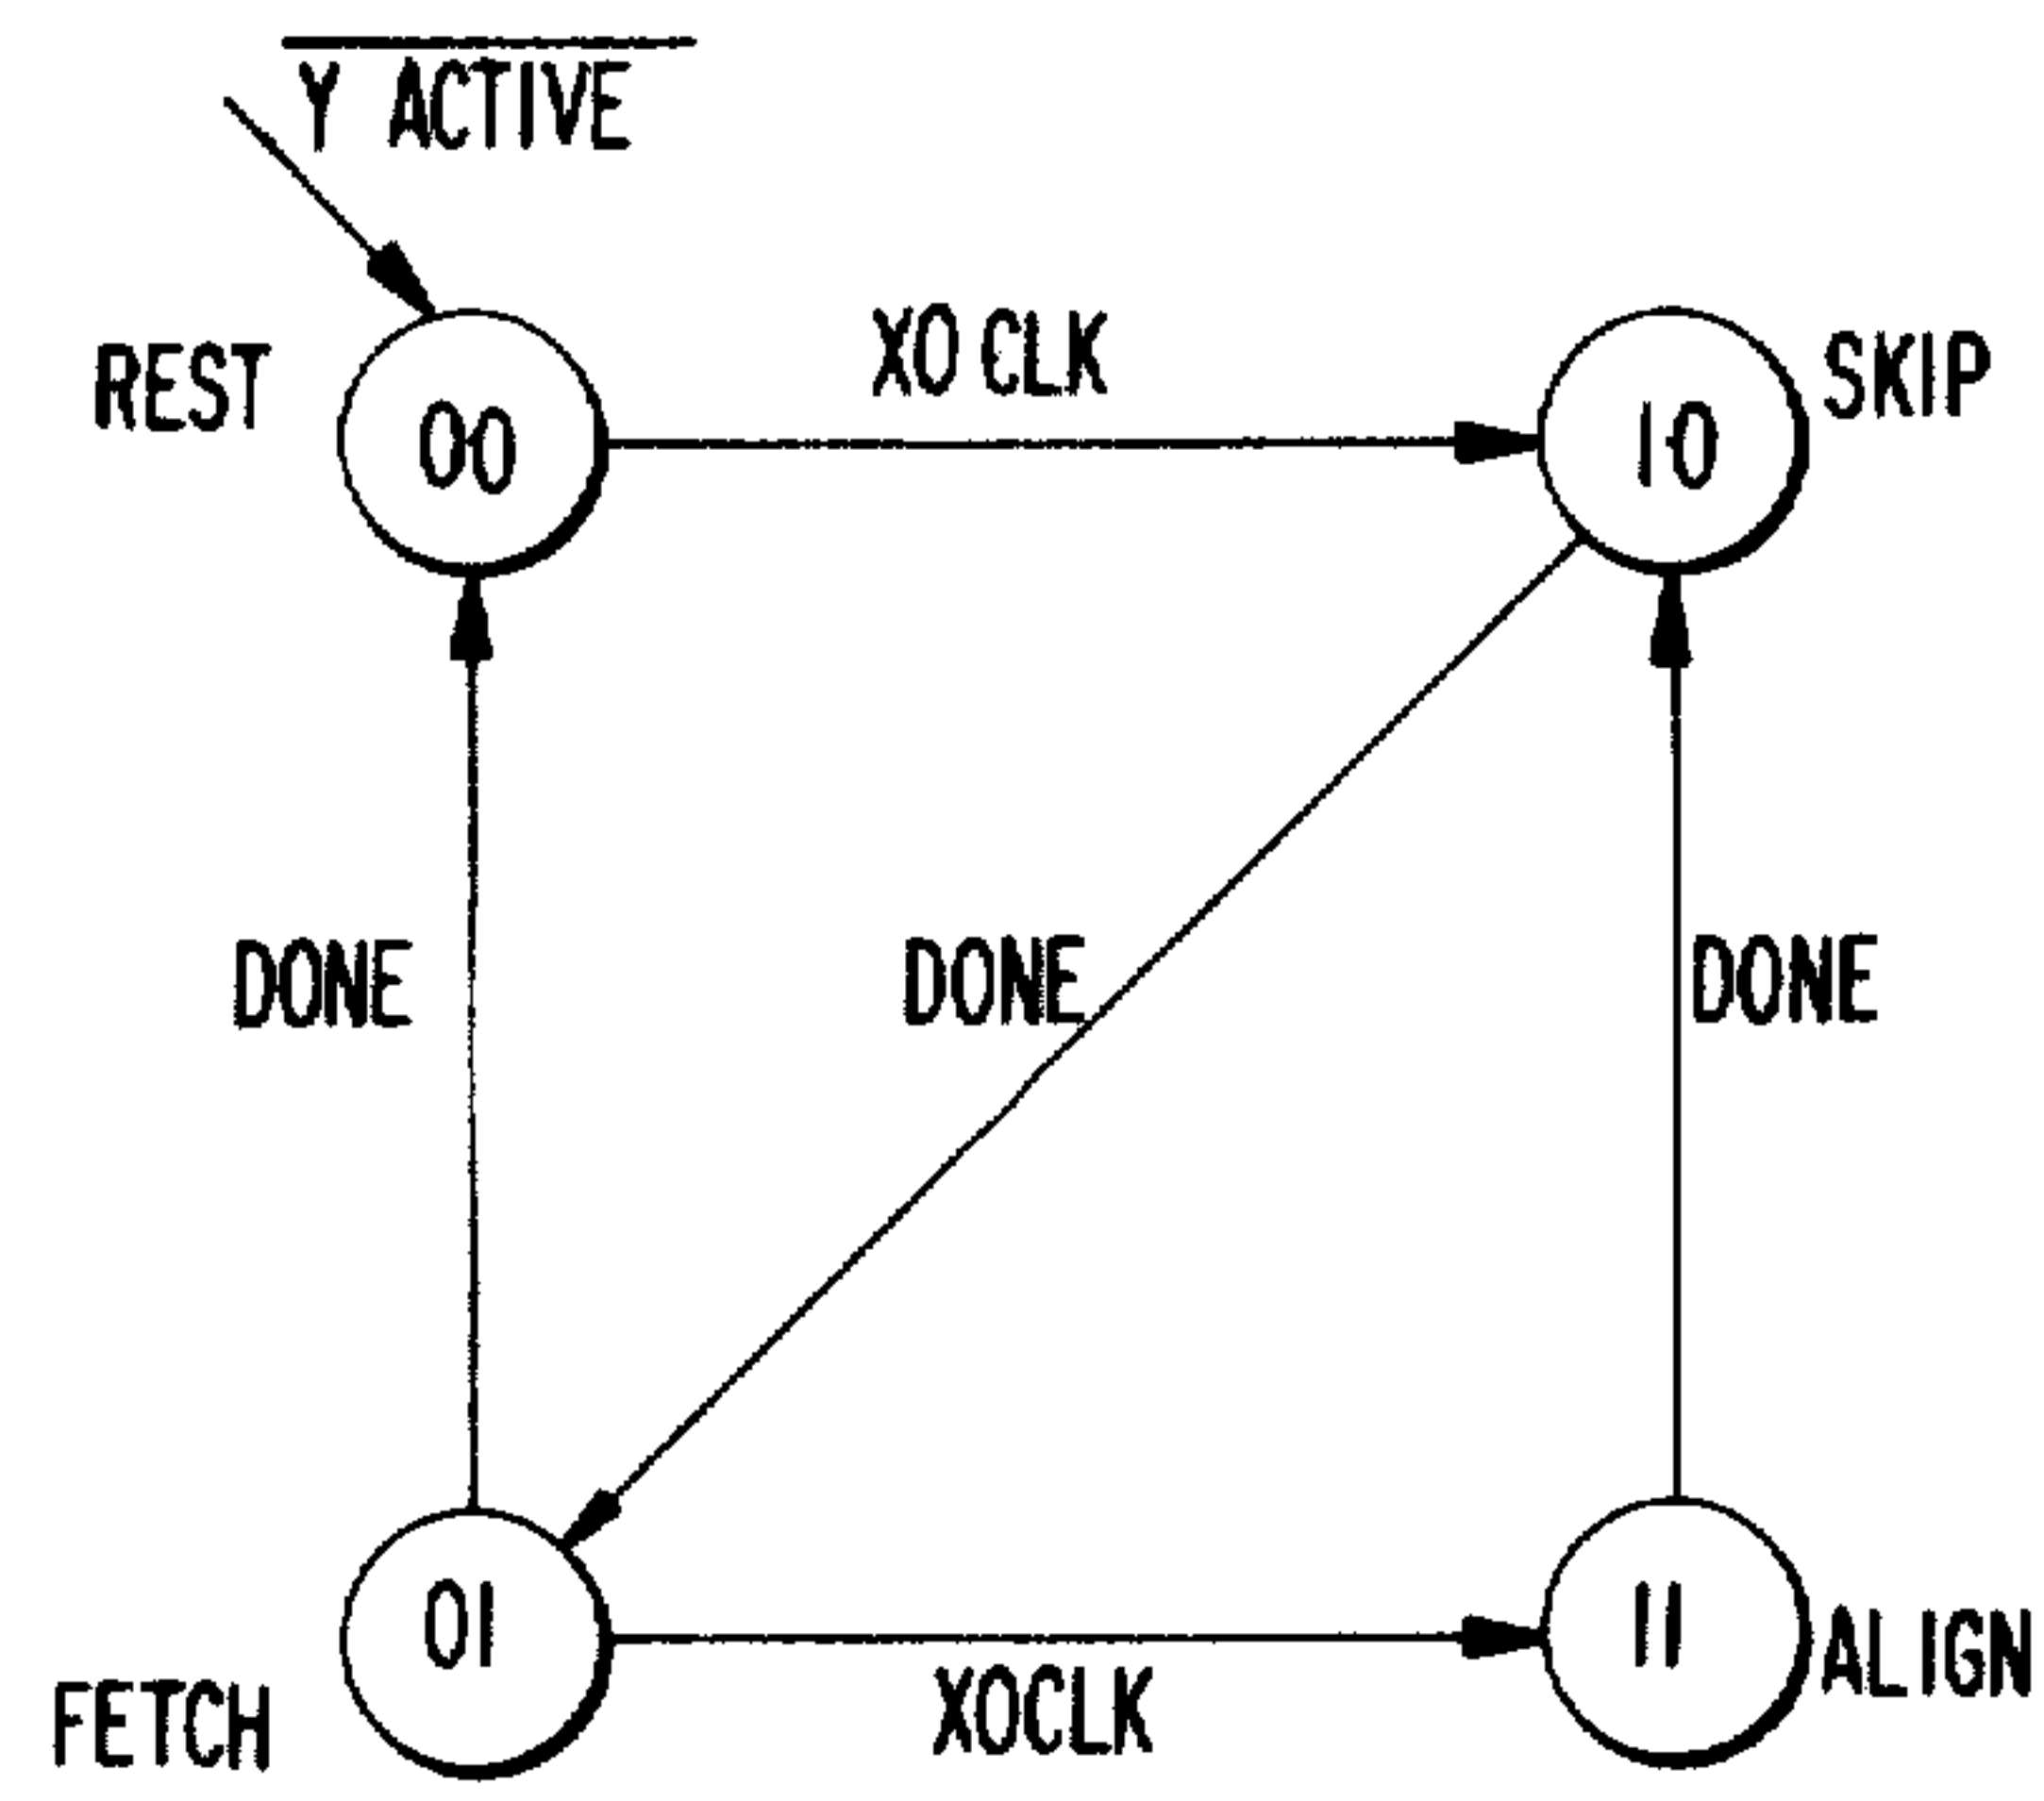 Y ACTIVE
XO CLK
REST
SKIP
00
10
DONE
DONE
DONE
01
11
FETCH
XOCLK
ALIGN